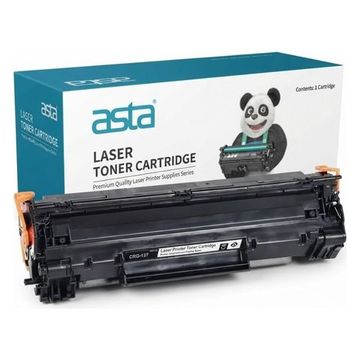 Contents:1 Cartridge
asta
LASER
TONER CARTRIDGE
Premium Quality Laser Printer Supplies Series
Laser Printer Toner Cartridge
CRG-137